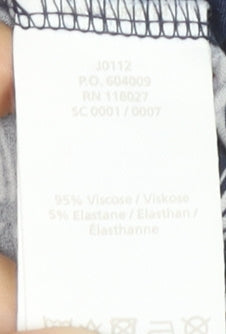 J0112
P.O. 604009
RN 116027
SC 0001 / 0007
95% Viscose / Viskose
5% Elastane / Elasthan /
Élasthanne